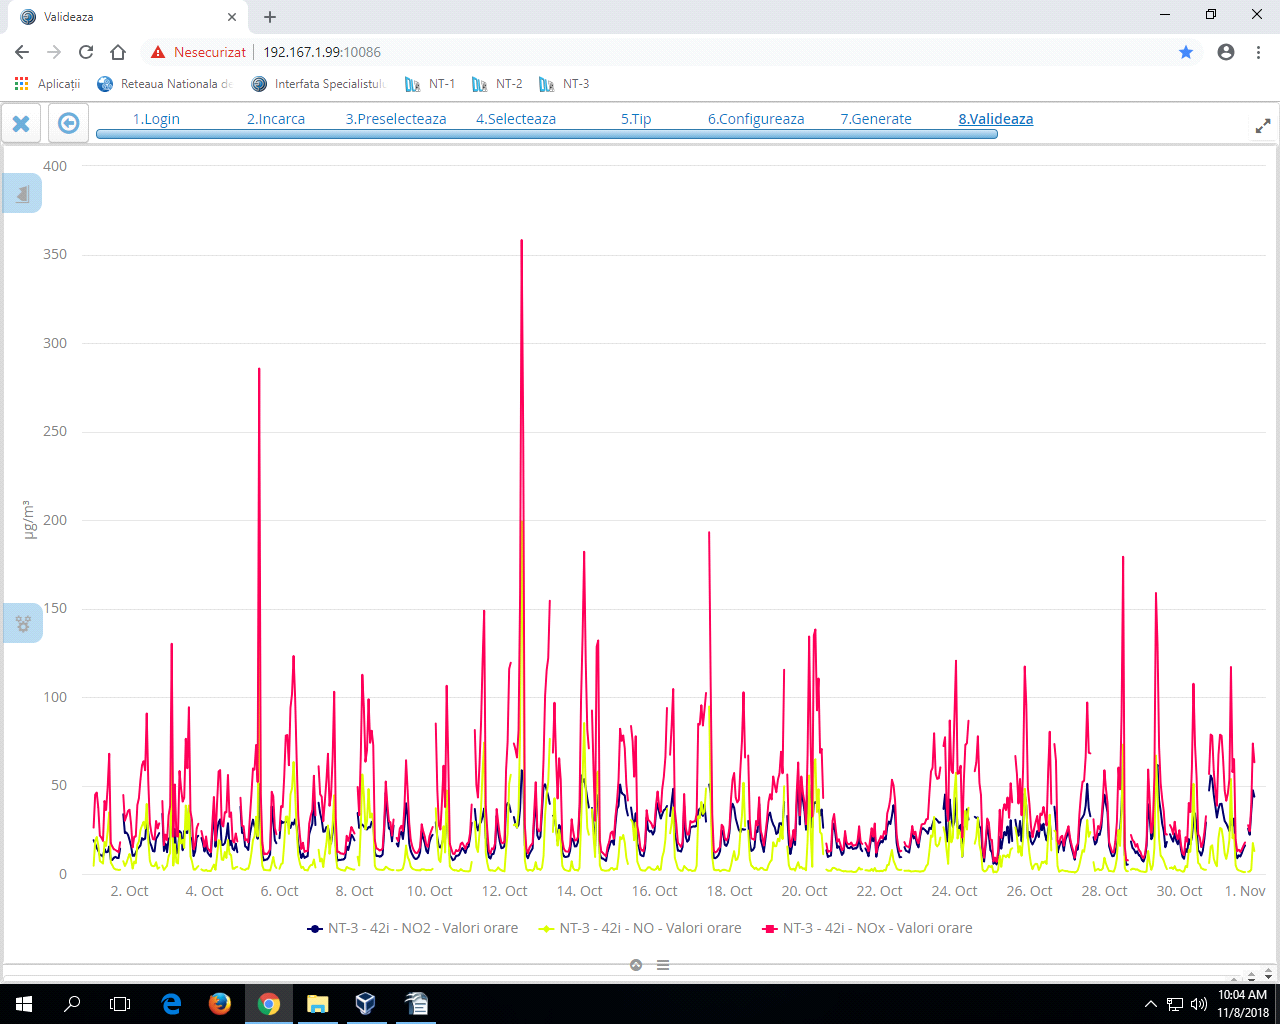 Valideaza
Nesecurizat 192.167.1.99:10086
Aplicații Reteaua Nationala de Interfata Specialistulu NT-1 NT-2 NT-3
1.Login 2.Incarca 3.Preselecteaza 4.Selecteaza 5.Tip 6.Configureaza 7.Generate 8.Valideaza
400
350
300
250
200
150
100
50
0
µg/m³
2. Oct 4. Oct 6. Oct 8. Oct 10. Oct 12. Oct 14. Oct 16. Oct 18. Oct 20. Oct 22. Oct 24. Oct 26. Oct 28. Oct 30. Oct 1. Nov
NT-3 - 42i - NO2 - Valori orare NT-3 - 42i - NO - Valori orare NT-3 - 42i - NOx - Valori orare
10:04 AM
11/8/2018